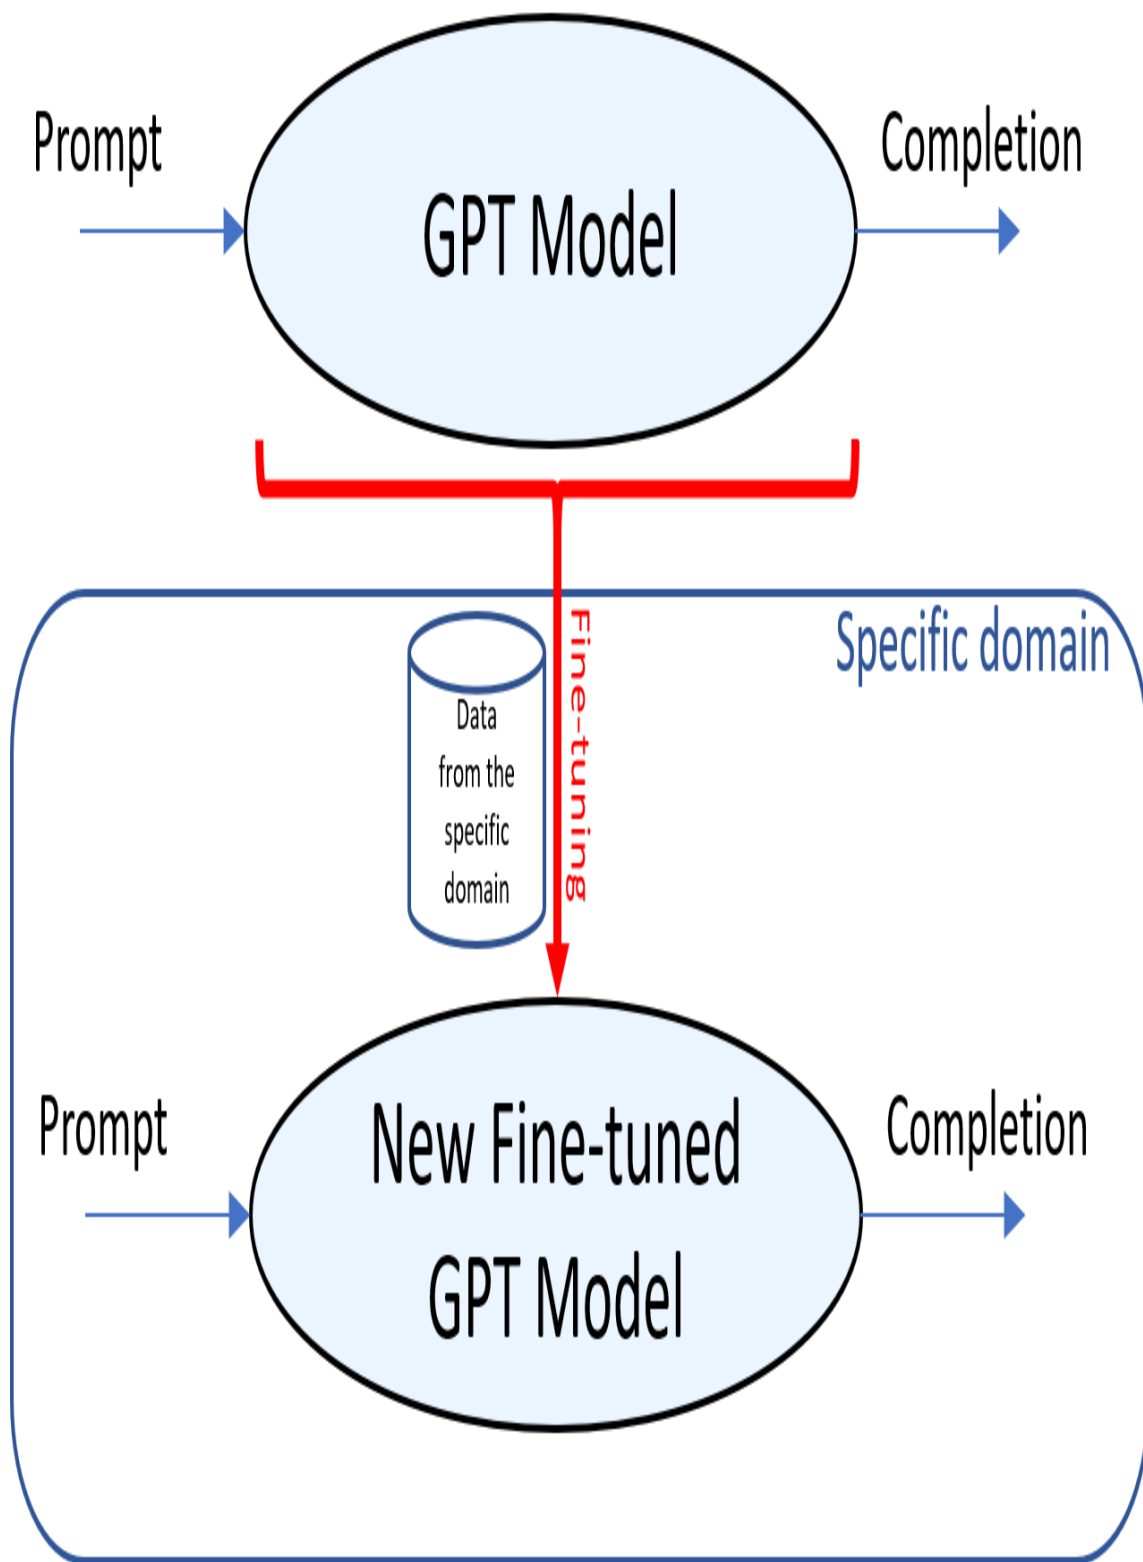 Prompt
GPT Model
Completion
Specific domain
Data
from the
specific
domain
Fine-tuning
Prompt
New Fine-tuned
GPT Model
Completion